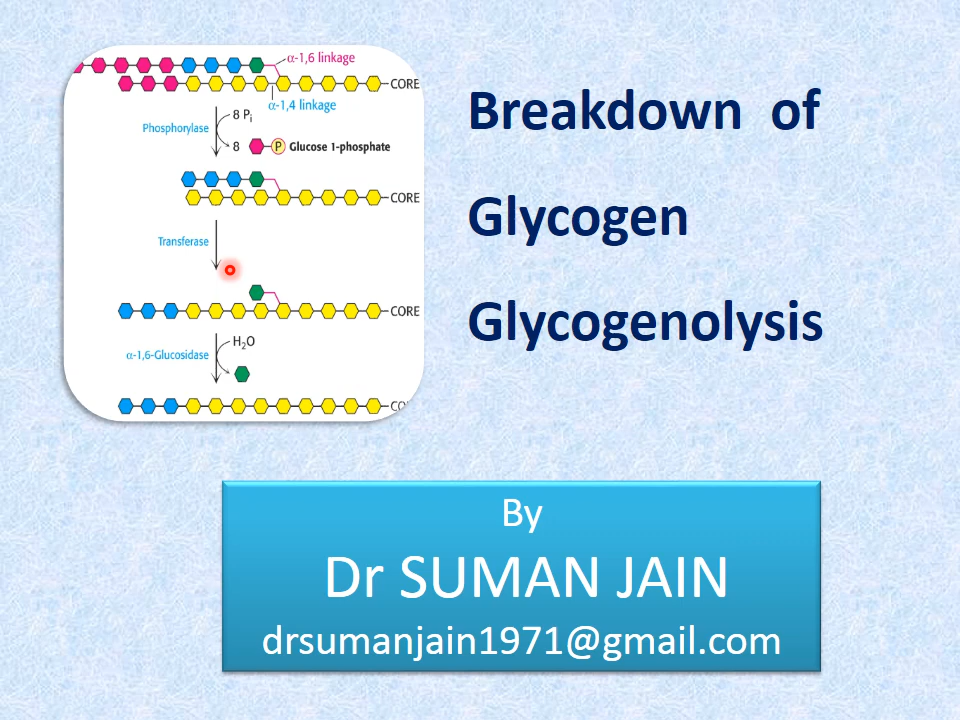 α-1,6 linkage
CORE
α-1,4 linkage
8 Pi
Phosphorylase
8 P Glucose 1-phosphate
CORE
Transferase
CORE
H2O
α-1,6-Glucosidase
Breakdown of
Glycogen
Glycogenolysis
By
Dr SUMAN JAIN
drsumanjain1971@gmail.com